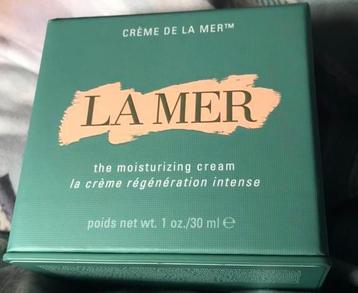 CRÈME DE LA MER™
LA MER
the moisturizing cream
la crème régénération intense
poids net wt. 1 oz./30 ml ℮